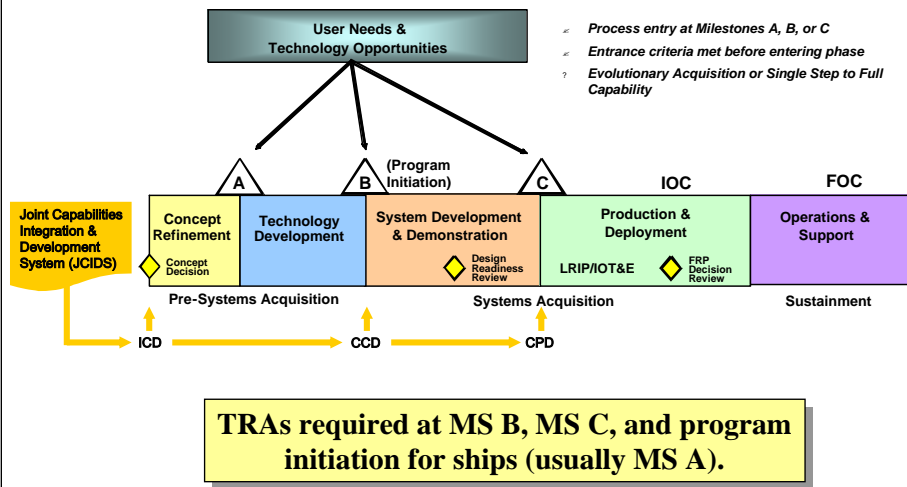 User Needs &
Technology Opportunities
Process entry at Milestones A, B, or C
Entrance criteria met before entering phase
? Evolutionary Acquisition or Single Step to Full
Capability
A
B
(Program
Initiation)
C
IOC
FOC
Joint Capabilities
Integration &
Development
System (JCIDS)
Concept
Refinement
Concept
Decision
Technology
Development
System Development
& Demonstration
Design
Readiness
Review
Production &
Deployment
LRIP/IOT&E
FRP
Decision
Review
Operations &
Support
Pre-Systems Acquisition
Systems Acquisition
Sustainment
ICD
CCD
CPD
TRAs required at MS B, MS C, and program
initiation for ships (usually MS A).